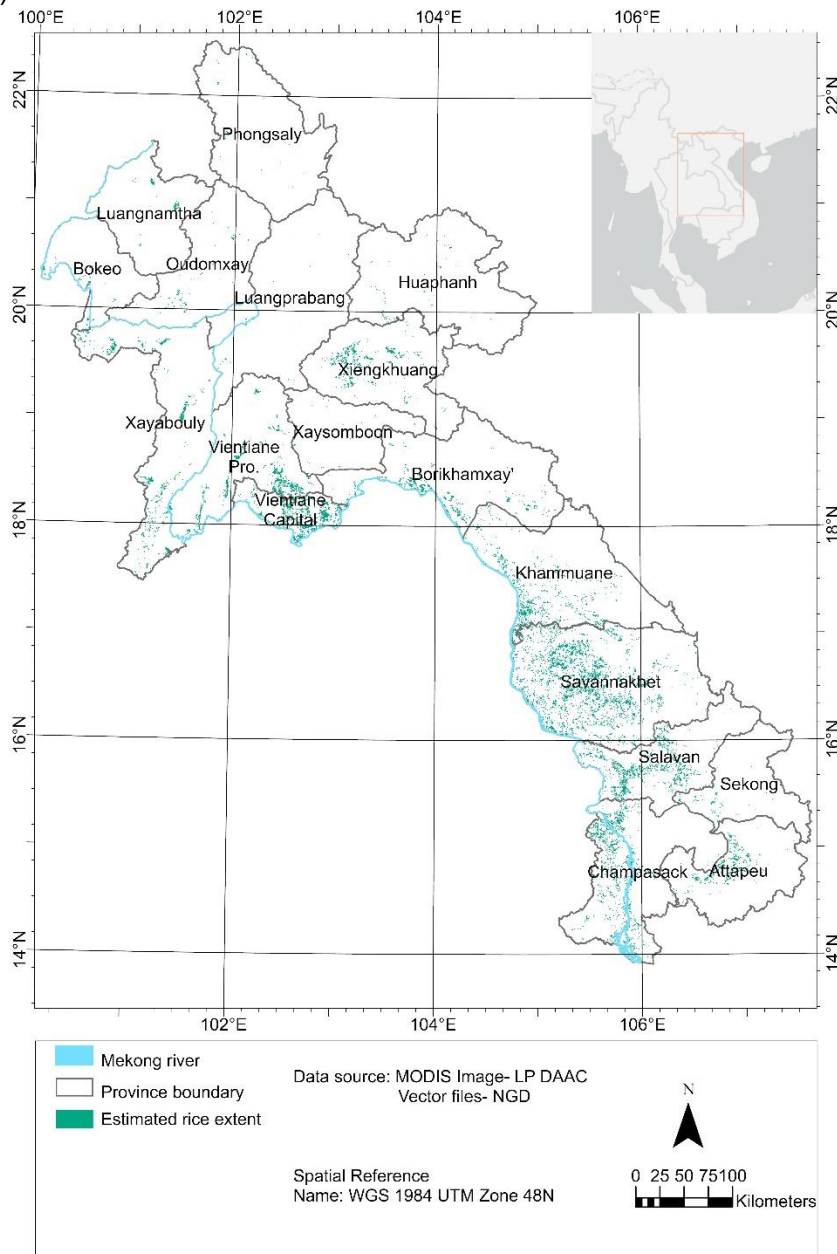 )
100°E 102°E 104°E 106°E
22°N 22°N
Phongsaly
Luangnamtha
Bokeo
Oudomxay
Huaphanh
Luangprabang
20°N 20°N
Xiengkhuang
Xayabouly
Xaysomboon
Vientiane
Pro.
Borikhamxay'
Vientiane
Capital
18°N 18°N
Khammuane
Savannakhet
16°N 16°N
Salavan
Sekong
Champasack
Attapeu
14°N 14°N
102°E 104°E 106°E
Mekong river
Province boundary
Estimated rice extent
Data source: MODIS Image- LP DAAC
Vector files- NGD
Spatial Reference
Name: WGS 1984 UTM Zone 48N
N
0 25 50 75 100
Kilometers